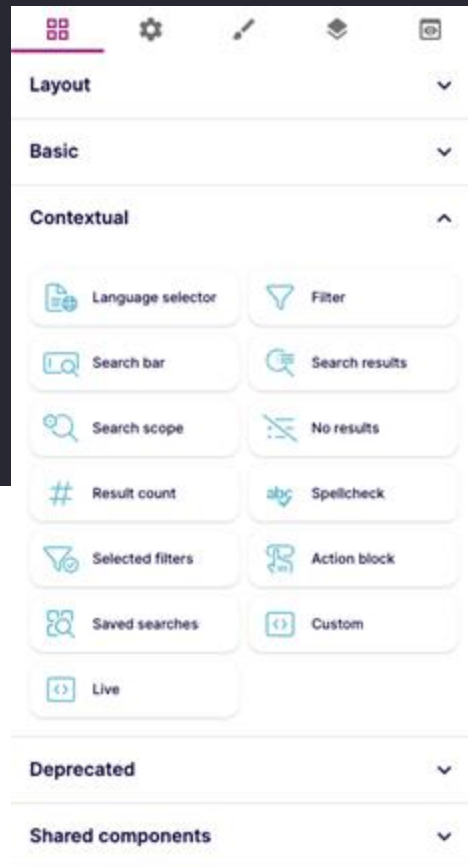 Layout
Basic
Contextual
Language selector
Filter
Search bar
Search results
Search scope
No results
Result count
Spellcheck
Selected filters
Action block
Saved searches
Custom
Live
Deprecated
Shared components